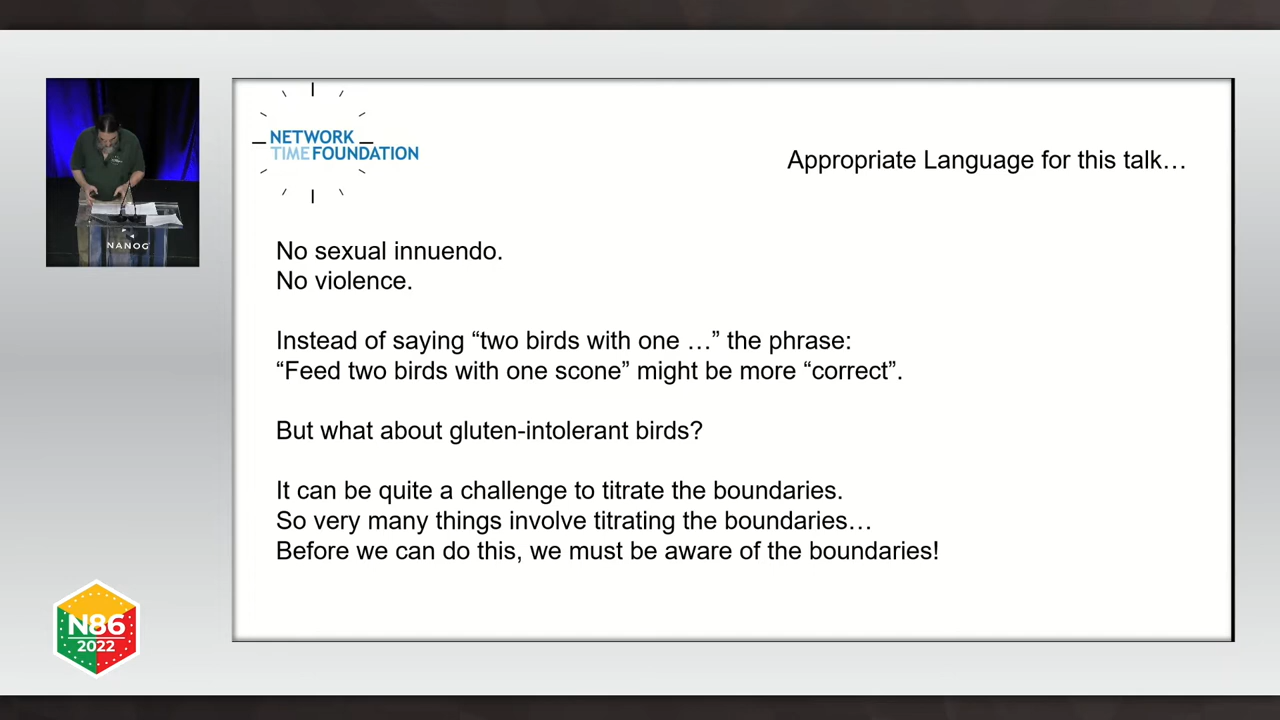 NETWORK
TIME FOUNDATION
Appropriate Language for this talk…
No sexual innuendo.
No violence.
Instead of saying “two birds with one …” the phrase:
“Feed two birds with one scone” might be more “correct”.
But what about gluten-intolerant birds?
It can be quite a challenge to titrate the boundaries.
So very many things involve titrating the boundaries…
Before we can do this, we must be aware of the boundaries!
NANOG
N86
2022